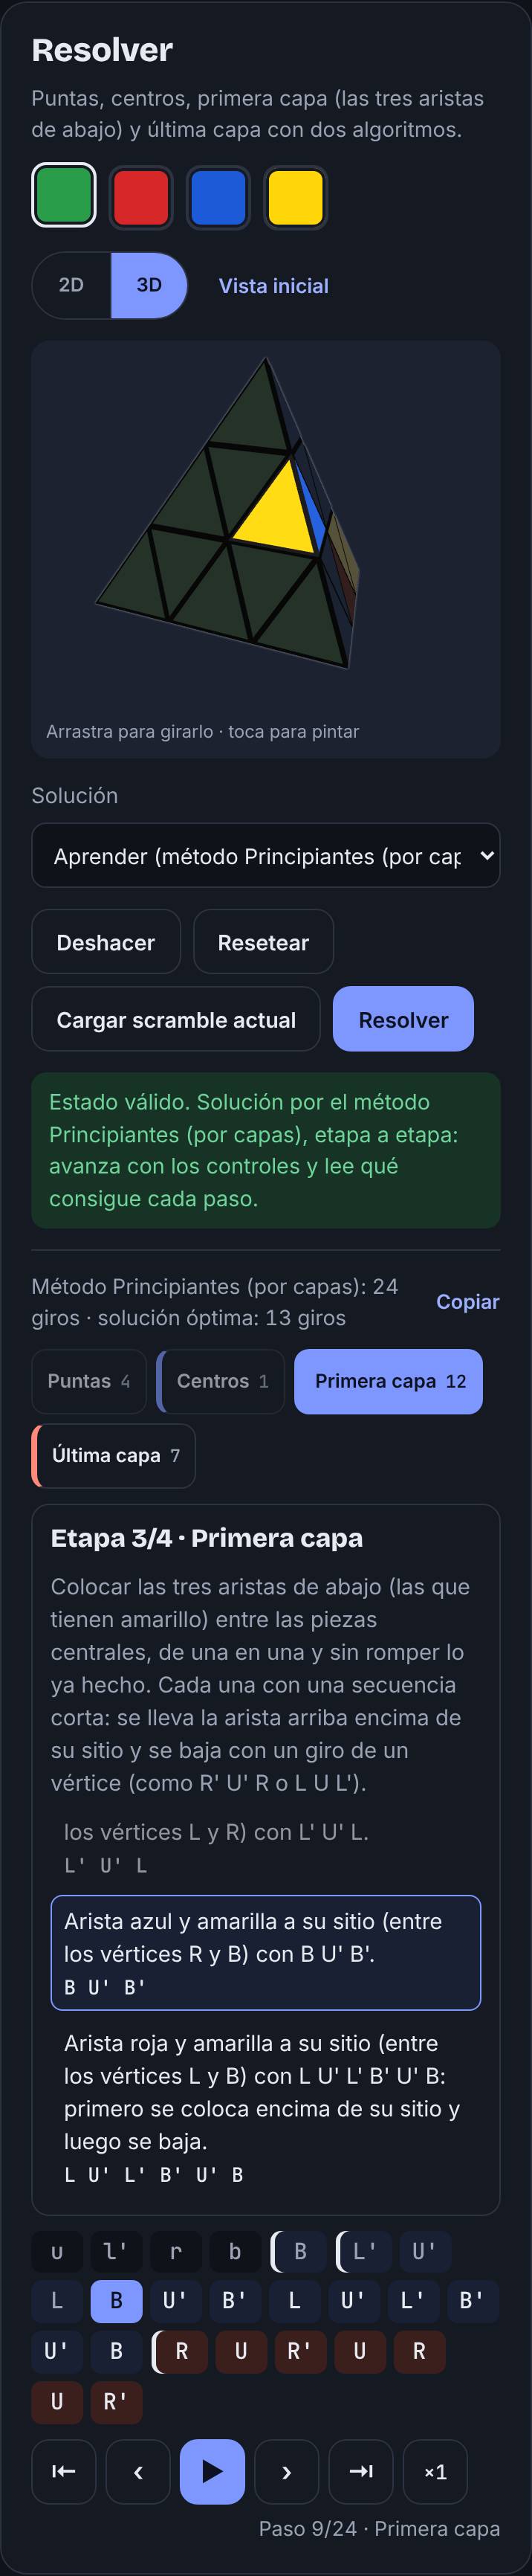 Resolver
Puntas, centros, primera capa (las tres aristas
de abajo) y última capa con dos algoritmos.
2D 3D Vista inicial
Arrastra para girarlo · toca para pintar
Solución
Aprender (método Principiantes (por cap
Deshacer Resetear
Cargar scramble actual Resolver
Estado válido. Solución por el método
Principiantes (por capas), etapa a etapa:
avanza con los controles y lee qué
consigue cada paso.
Método Principiantes (por capas): 24
giros · solución óptima: 13 giros
Copiar
Puntas 4 Centros 1 Primera capa 12
Última capa 7
Etapa 3/4 · Primera capa
Colocar las tres aristas de abajo (las que
tienen amarillo) entre las piezas
centrales, de una en una y sin romper lo
ya hecho. Cada una con una secuencia
corta: se lleva la arista arriba encima de
su sitio y se baja con un giro de un
vértice (como R' U' R o L U L').
los vértices L y R) con L' U' L.
L' U' L
Arista azul y amarilla a su sitio (entre
los vértices R y B) con B U' B'.
B U' B'
Arista roja y amarilla a su sitio (entre
los vértices L y B) con L U' L' B' U' B:
primero se coloca encima de su sitio y
luego se baja.
L U' L' B' U' B
u l' r b B L' U'
L B U' B' L U' L' B'
U' B R U R' U R
U R'
×1
Paso 9/24 · Primera capa